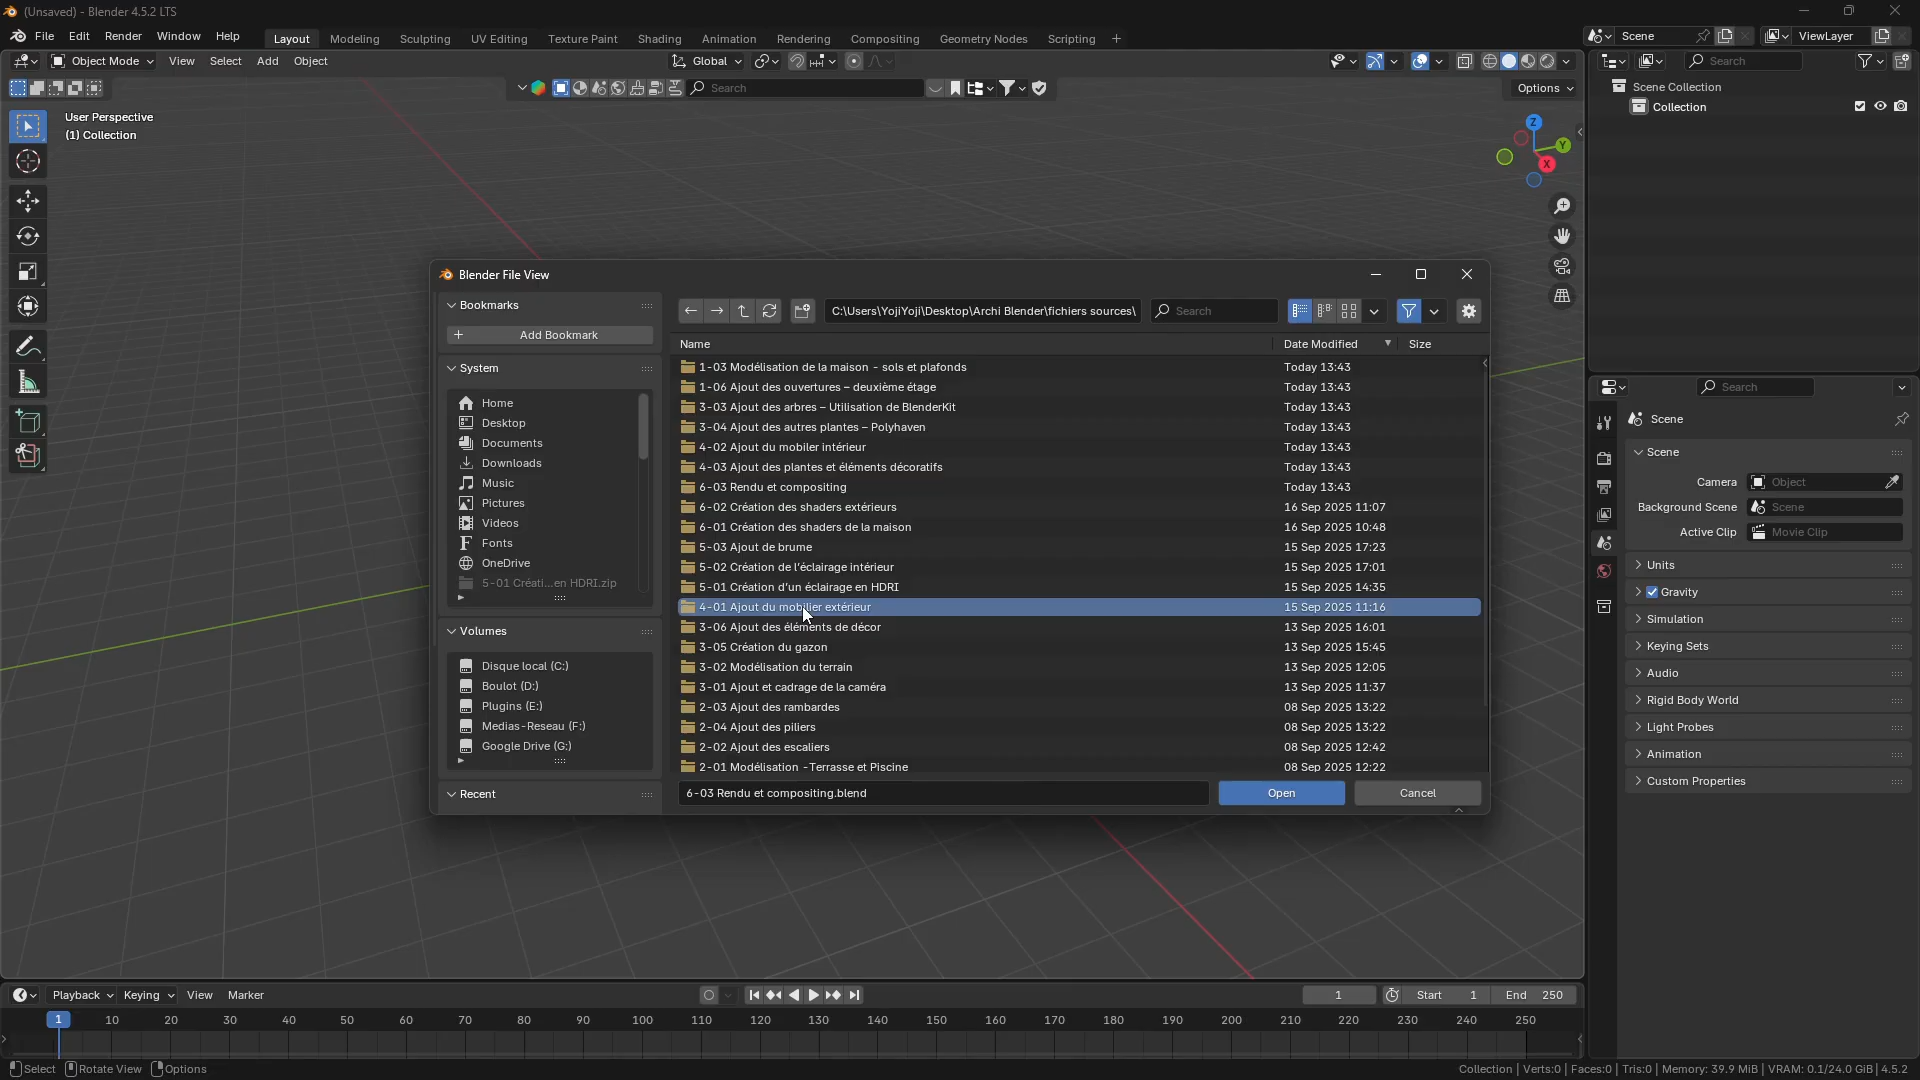 (Unsaved) - Blender 4.5.2 LTS
File Edit Render Window Help Layout Modeling Sculpting UV Editing Texture Paint Shading Animation Rendering Compositing Geometry Nodes Scripting + Scene ViewLayer
Object Mode View Select Add Object Global Search
Search Options
User Perspective
(1) Collection
Z
Y
X
Scene Collection
Collection
Blender File View
Bookmarks
Add Bookmark
System
Home
Desktop
Documents
Downloads
Music
Pictures
Videos
Fonts
OneDrive
5-01 Créati...en HDRI.zip
Volumes
Disque local (C:)
Boulot (D:)
Plugins (E:)
Medias-Reseau (F:)
Google Drive (G:)
Recent
C:\Users\YojiYoji\Desktop\Archi Blender\fichiers sources\ Search
Name Date Modified Size
1-03 Modélisation de la maison - sols et plafonds Today 13:43
1-06 Ajout des ouvertures – deuxième étage Today 13:43
3-03 Ajout des arbres – Utilisation de BlenderKit Today 13:43
3-04 Ajout des autres plantes – Polyhaven Today 13:43
4-02 Ajout du mobiler intérieur Today 13:43
4-03 Ajout des plantes et éléments décoratifs Today 13:43
6-03 Rendu et compositing Today 13:43
6-02 Création des shaders extérieurs 16 Sep 2025 11:07
6-01 Création des shaders de la maison 16 Sep 2025 10:48
5-03 Ajout de brume 15 Sep 2025 17:23
5-02 Création de l'éclairage intérieur 15 Sep 2025 17:01
5-01 Création d'un éclairage en HDRI 15 Sep 2025 14:35
4-01 Ajout du mobilier extérieur 15 Sep 2025 11:16
3-06 Ajout des éléments de décor 13 Sep 2025 16:01
3-05 Création du gazon 13 Sep 2025 15:45
3-02 Modélisation du terrain 13 Sep 2025 12:05
3-01 Ajout et cadrage de la caméra 13 Sep 2025 11:37
2-03 Ajout des rambardes 08 Sep 2025 13:22
2-04 Ajout des piliers 08 Sep 2025 13:22
2-02 Ajout des escaliers 08 Sep 2025 12:42
2-01 Modélisation -Terrasse et Piscine 08 Sep 2025 12:22
6-03 Rendu et compositing.blend Open Cancel
Search
Scene
Scene
Camera Object
Background Scene Scene
Active Clip Movie Clip
Units
Gravity
Simulation
Keying Sets
Audio
Rigid Body World
Light Probes
Animation
Custom Properties
Playback Keying View Marker 1 Start 1 End 250
1 10 20 30 40 50 60 70 80 90 100 110 120 130 140 150 160 170 180 190 200 210 220 230 240 250
Select Rotate View Options Collection | Verts:0 | Faces:0 | Tris:0 | Memory: 39.9 MiB | VRAM: 0.1/24.0 GiB | 4.5.2